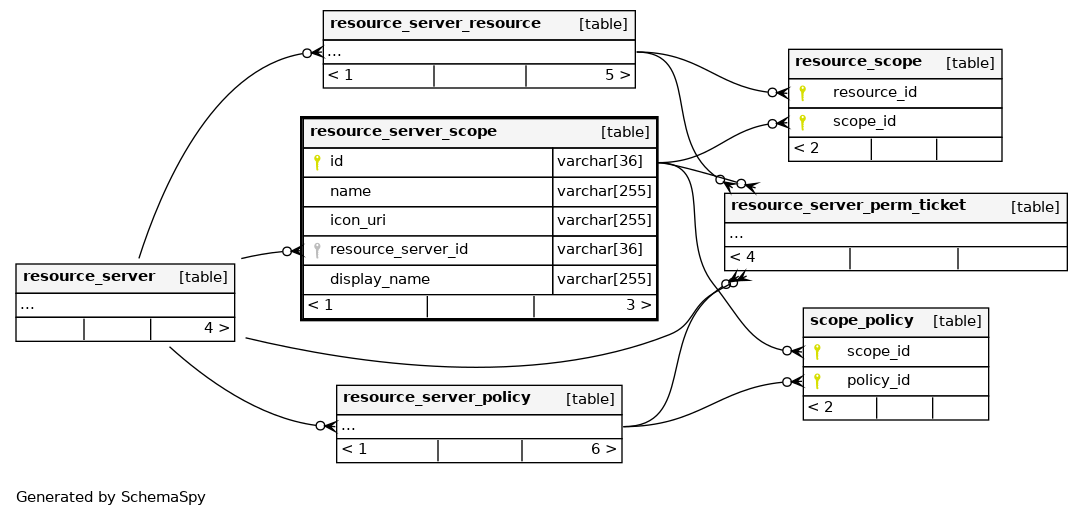 resource_server_resource [table]
...
< 1 5 >
resource_scope [table]
resource_id
scope_id
< 2
resource_server_scope [table]
id varchar[36]
name varchar[255]
icon_uri varchar[255]
resource_server_id varchar[36]
display_name varchar[255]
< 1 3 >
resource_server_perm_ticket [table]
...
< 4
resource_server [table]
...
4 >
scope_policy [table]
scope_id
policy_id
< 2
resource_server_policy [table]
...
< 1 6 >
Generated by SchemaSpy